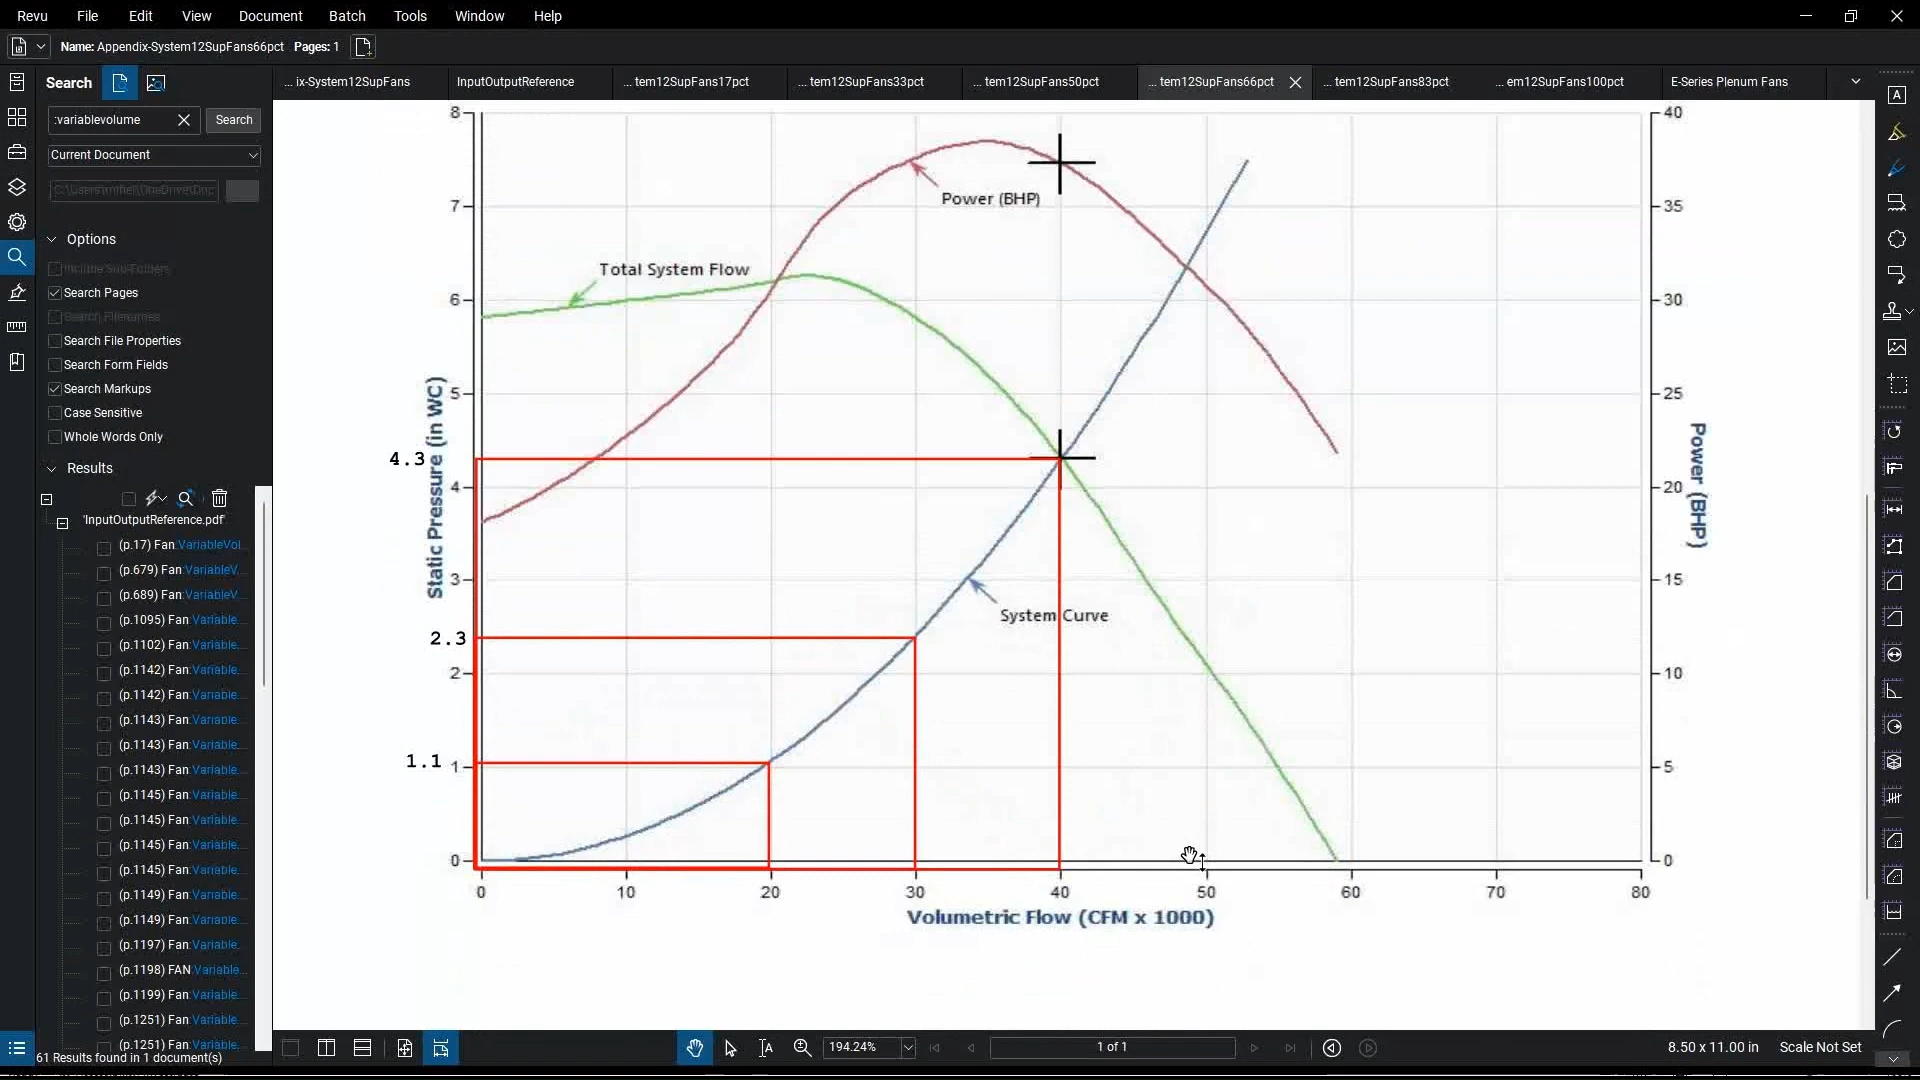 Revu File Edit View Document Batch Tools Window Help
Name: Appendix-System12SupFans66pct Pages: 1
Search
... ix-System12SupFans InputOutputReference ... tem12SupFans17pct ... tem12SupFans33pct ... tem12SupFans50pct ... tem12SupFans66pct ... tem12SupFans83pct ... em12SupFans100pct E-Series Plenum Fans
:variablevolume Search
Current Document
Options
Include Sub-Folders
Search Pages
Search Filenames
Search File Properties
Search Form Fields
Search Markups
Case Sensitive
Whole Words Only
Results
'InputOutputReference.pdf'
(p.17) Fan:VariableVol...
(p.679) Fan:VariableV...
(p.689) Fan:VariableV...
(p.1095) Fan:Variable...
(p.1102) Fan:Variable...
(p.1142) Fan:Variable...
(p.1142) Fan:Variable...
(p.1143) Fan:Variable...
(p.1143) Fan:Variable...
(p.1143) Fan:Variable...
(p.1145) Fan:Variable...
(p.1145) Fan:Variable...
(p.1145) Fan:Variable...
(p.1145) Fan:Variable...
(p.1149) Fan:Variable...
(p.1149) Fan:Variable...
(p.1197) Fan:Variable...
(p.1198) FAN:Variable...
(p.1199) Fan:Variable...
(p.1251) Fan:Variable...
(p.1251) Fan:Variable...
61 Results found in 1 document(s)
8
7
6
5
4
3
2
1
0
4.3
2.3
1.1
Static Pressure (in WC)
Power (BHP)
Total System Flow
System Curve
40
35
30
25
20
15
10
5
0
Power (BHP)
0 10 20 30 40 50 60 70 80
Volumetric Flow (CFM x 1000)
194.24% 1 of 1 8.50 x 11.00 in Scale Not Set